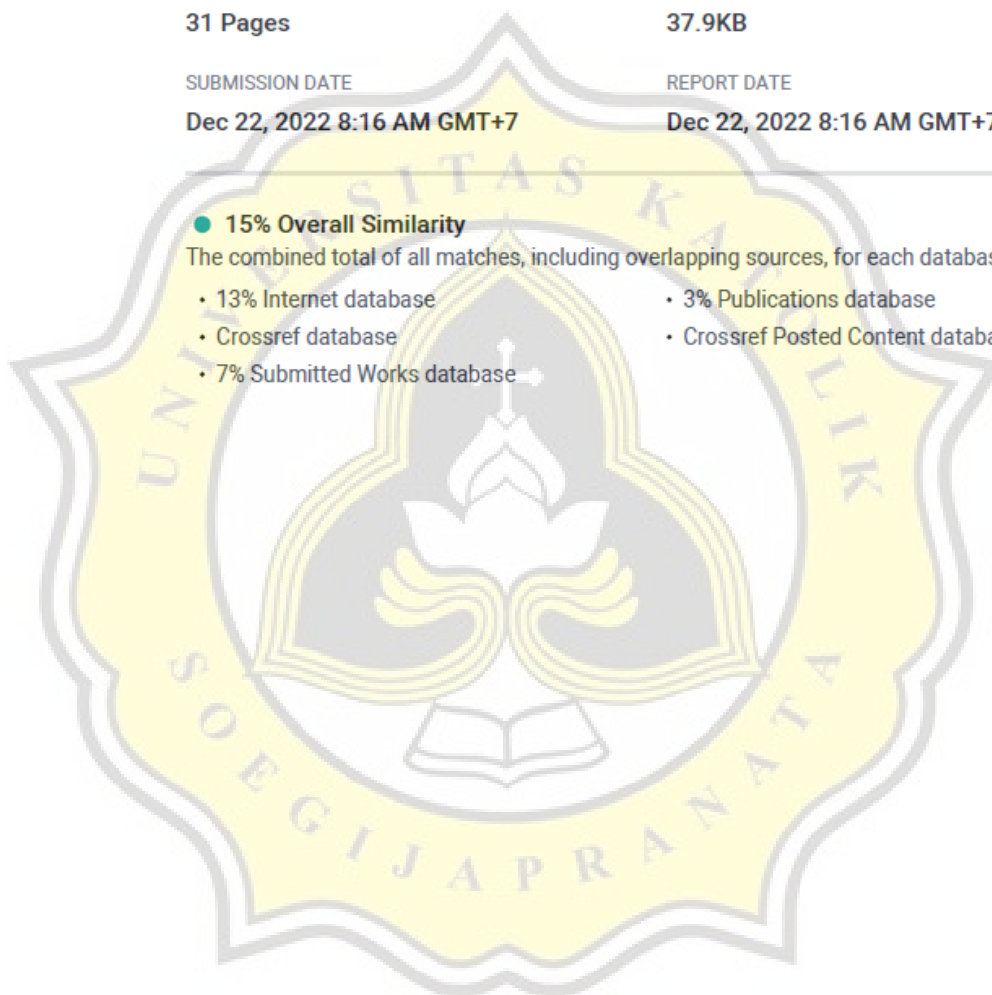 31 Pages
37.9KB
SUBMISSION DATE
REPORT DATE
Dec 22, 2022 8:16 AM GMT+7
Dec 22, 2022 8:16 AM GMT+7
15% Overall Similarity
The combined total of all matches, including overlapping sources, for each databas
• 13% Internet database
• 3% Publications database
• Crossref database
• Crossref Posted Content databa
• 7% Submitted Works database
UNIVERSITAS KATOLIK
SOEGIJAPRANATA